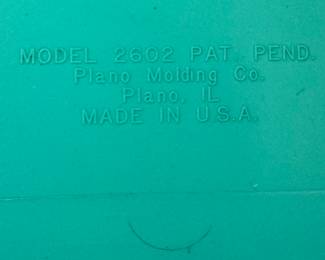 MODEL 2602 PAT. PEND.
Plano Molding Co.
Plano, IL
MADE IN U.S.A.